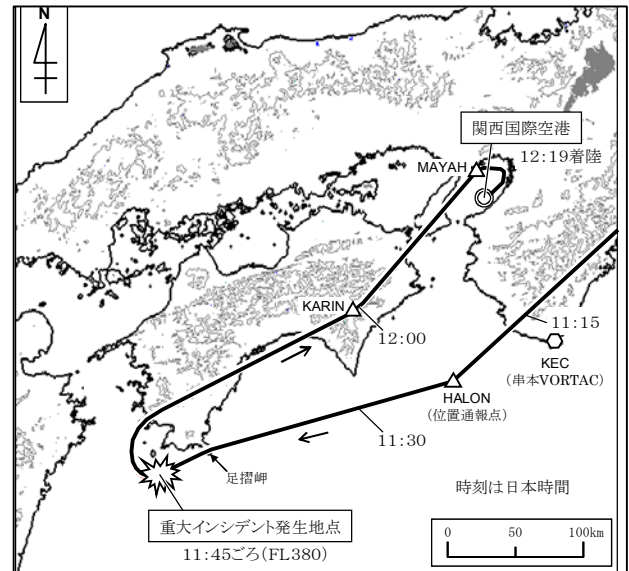 N
関西国際空港
12:19着陸
MAYAH
KARIN
12:00
11:15
KEC
(串本VORTAC)
HALON
(位置通報点)
11:30
足摺岬
時刻は日本時間
重大インシデント発生地点
11:45ごろ(FL380)
0 50 100km